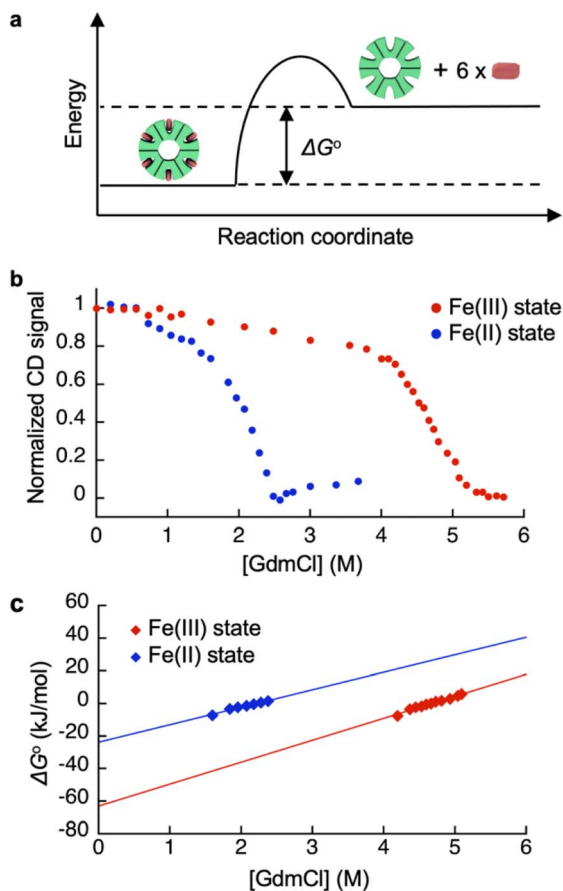 a
Energy
+ 6 x
ΔGº
Reaction coordinate
b
Normalized CD signal
1
0.8
0.6
0.4
0.2
0
Fe(III) state
Fe(II) state
0 1 2 3 4 5 6
[GdmCl] (M)
c
ΔGº (kJ/mol)
60
40
20
0
-20
-40
-60
-80
Fe(III) state
Fe(II) state
0 1 2 3 4 5 6
[GdmCl] (M)